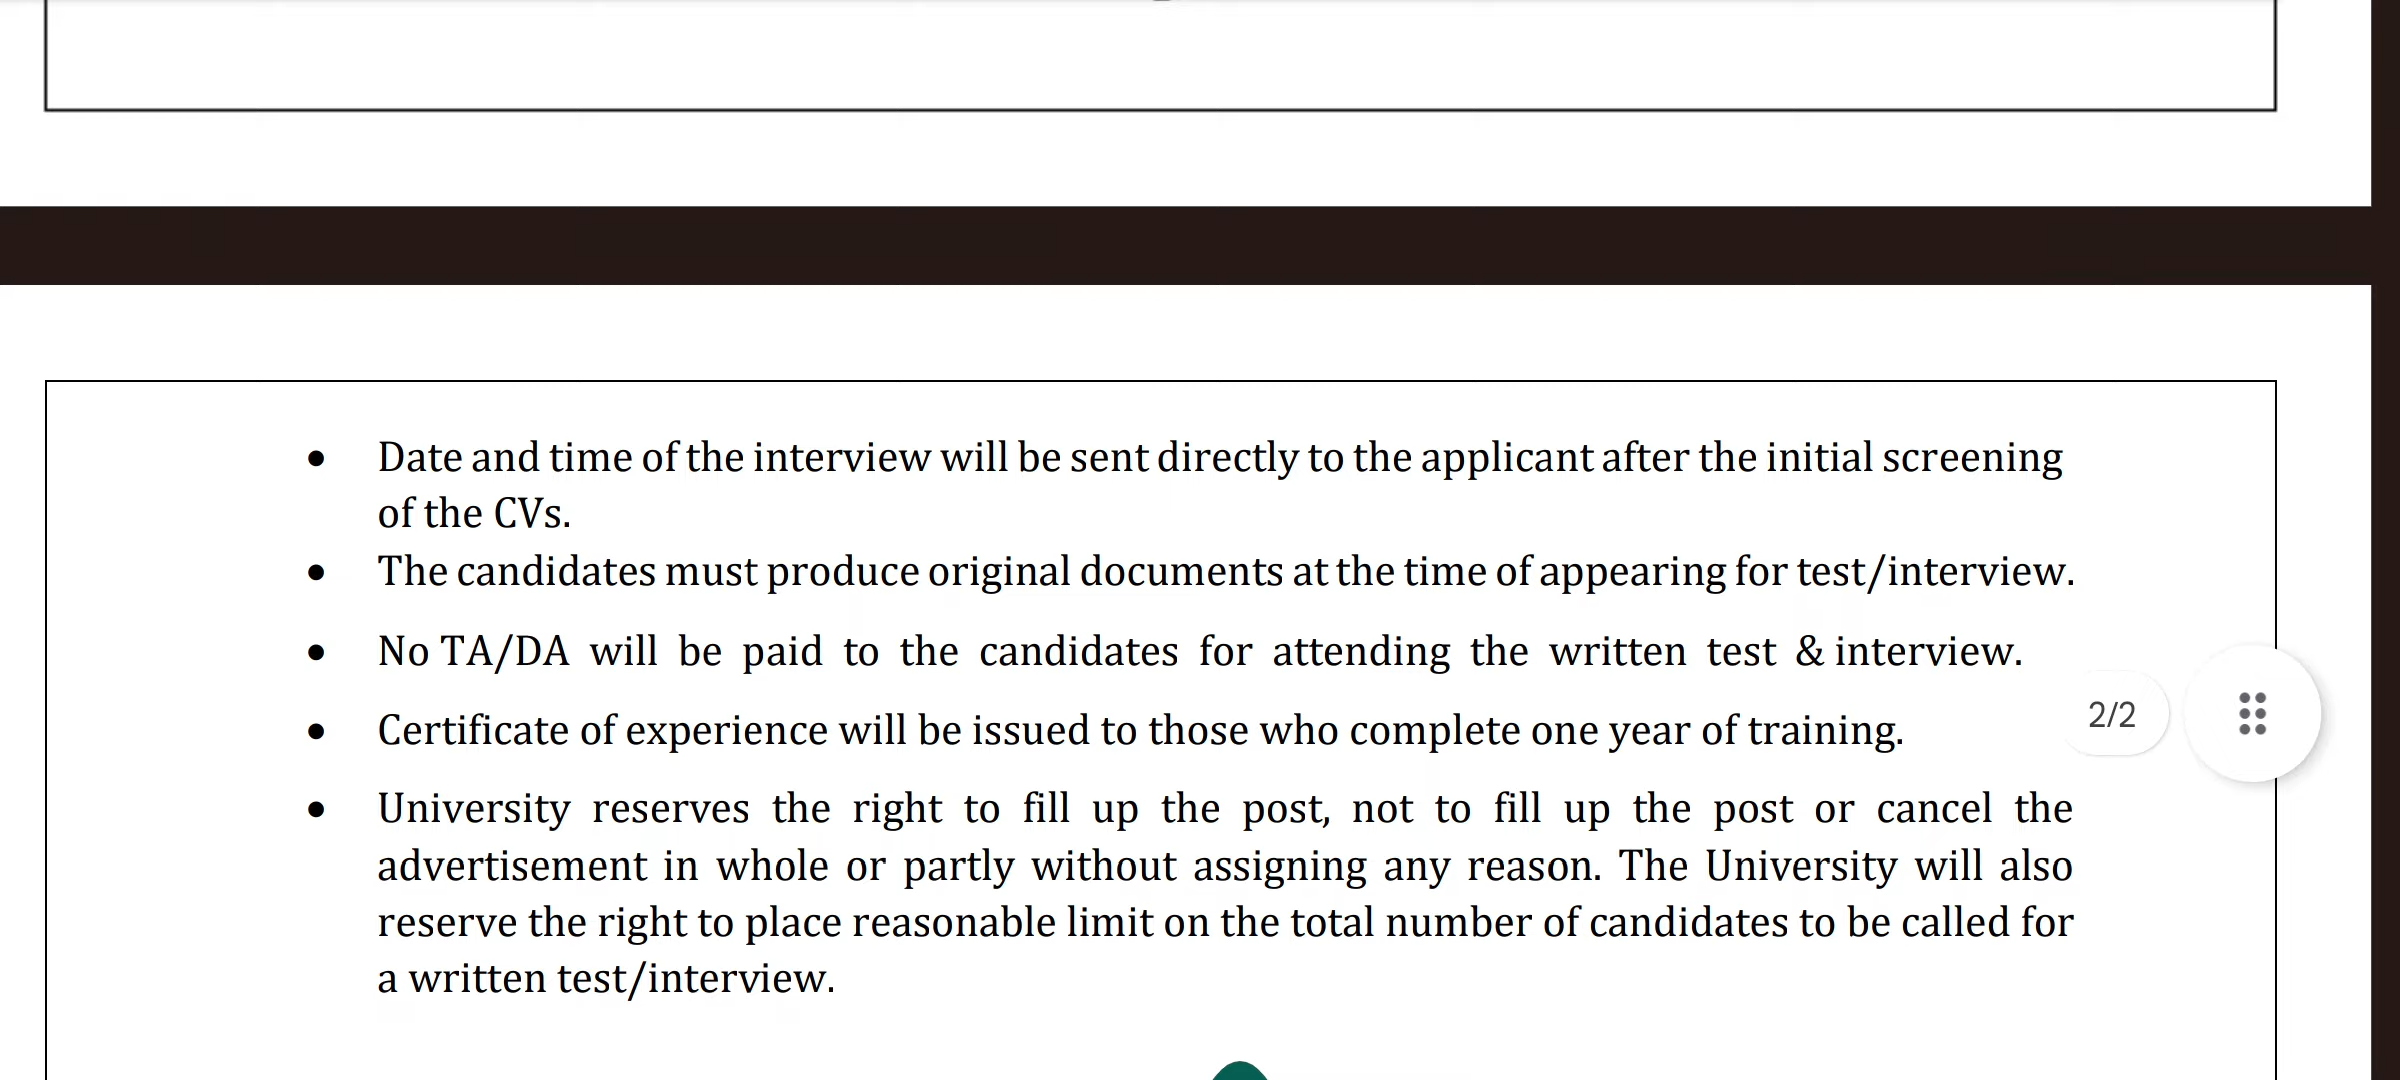 • Date and time of the interview will be sent directly to the applicant after the initial screening
of the CVs.
• The candidates must produce original documents at the time of appearing for test/interview.
• No TA/DA will be paid to the candidates for attending the written test & interview.
• Certificate of experience will be issued to those who complete one year of training.
2/2
• University reserves the right to fill up the post, not to fill up the post or cancel the
advertisement in whole or partly without assigning any reason. The University will also
reserve the right to place reasonable limit on the total number of candidates to be called for
a written test/interview.